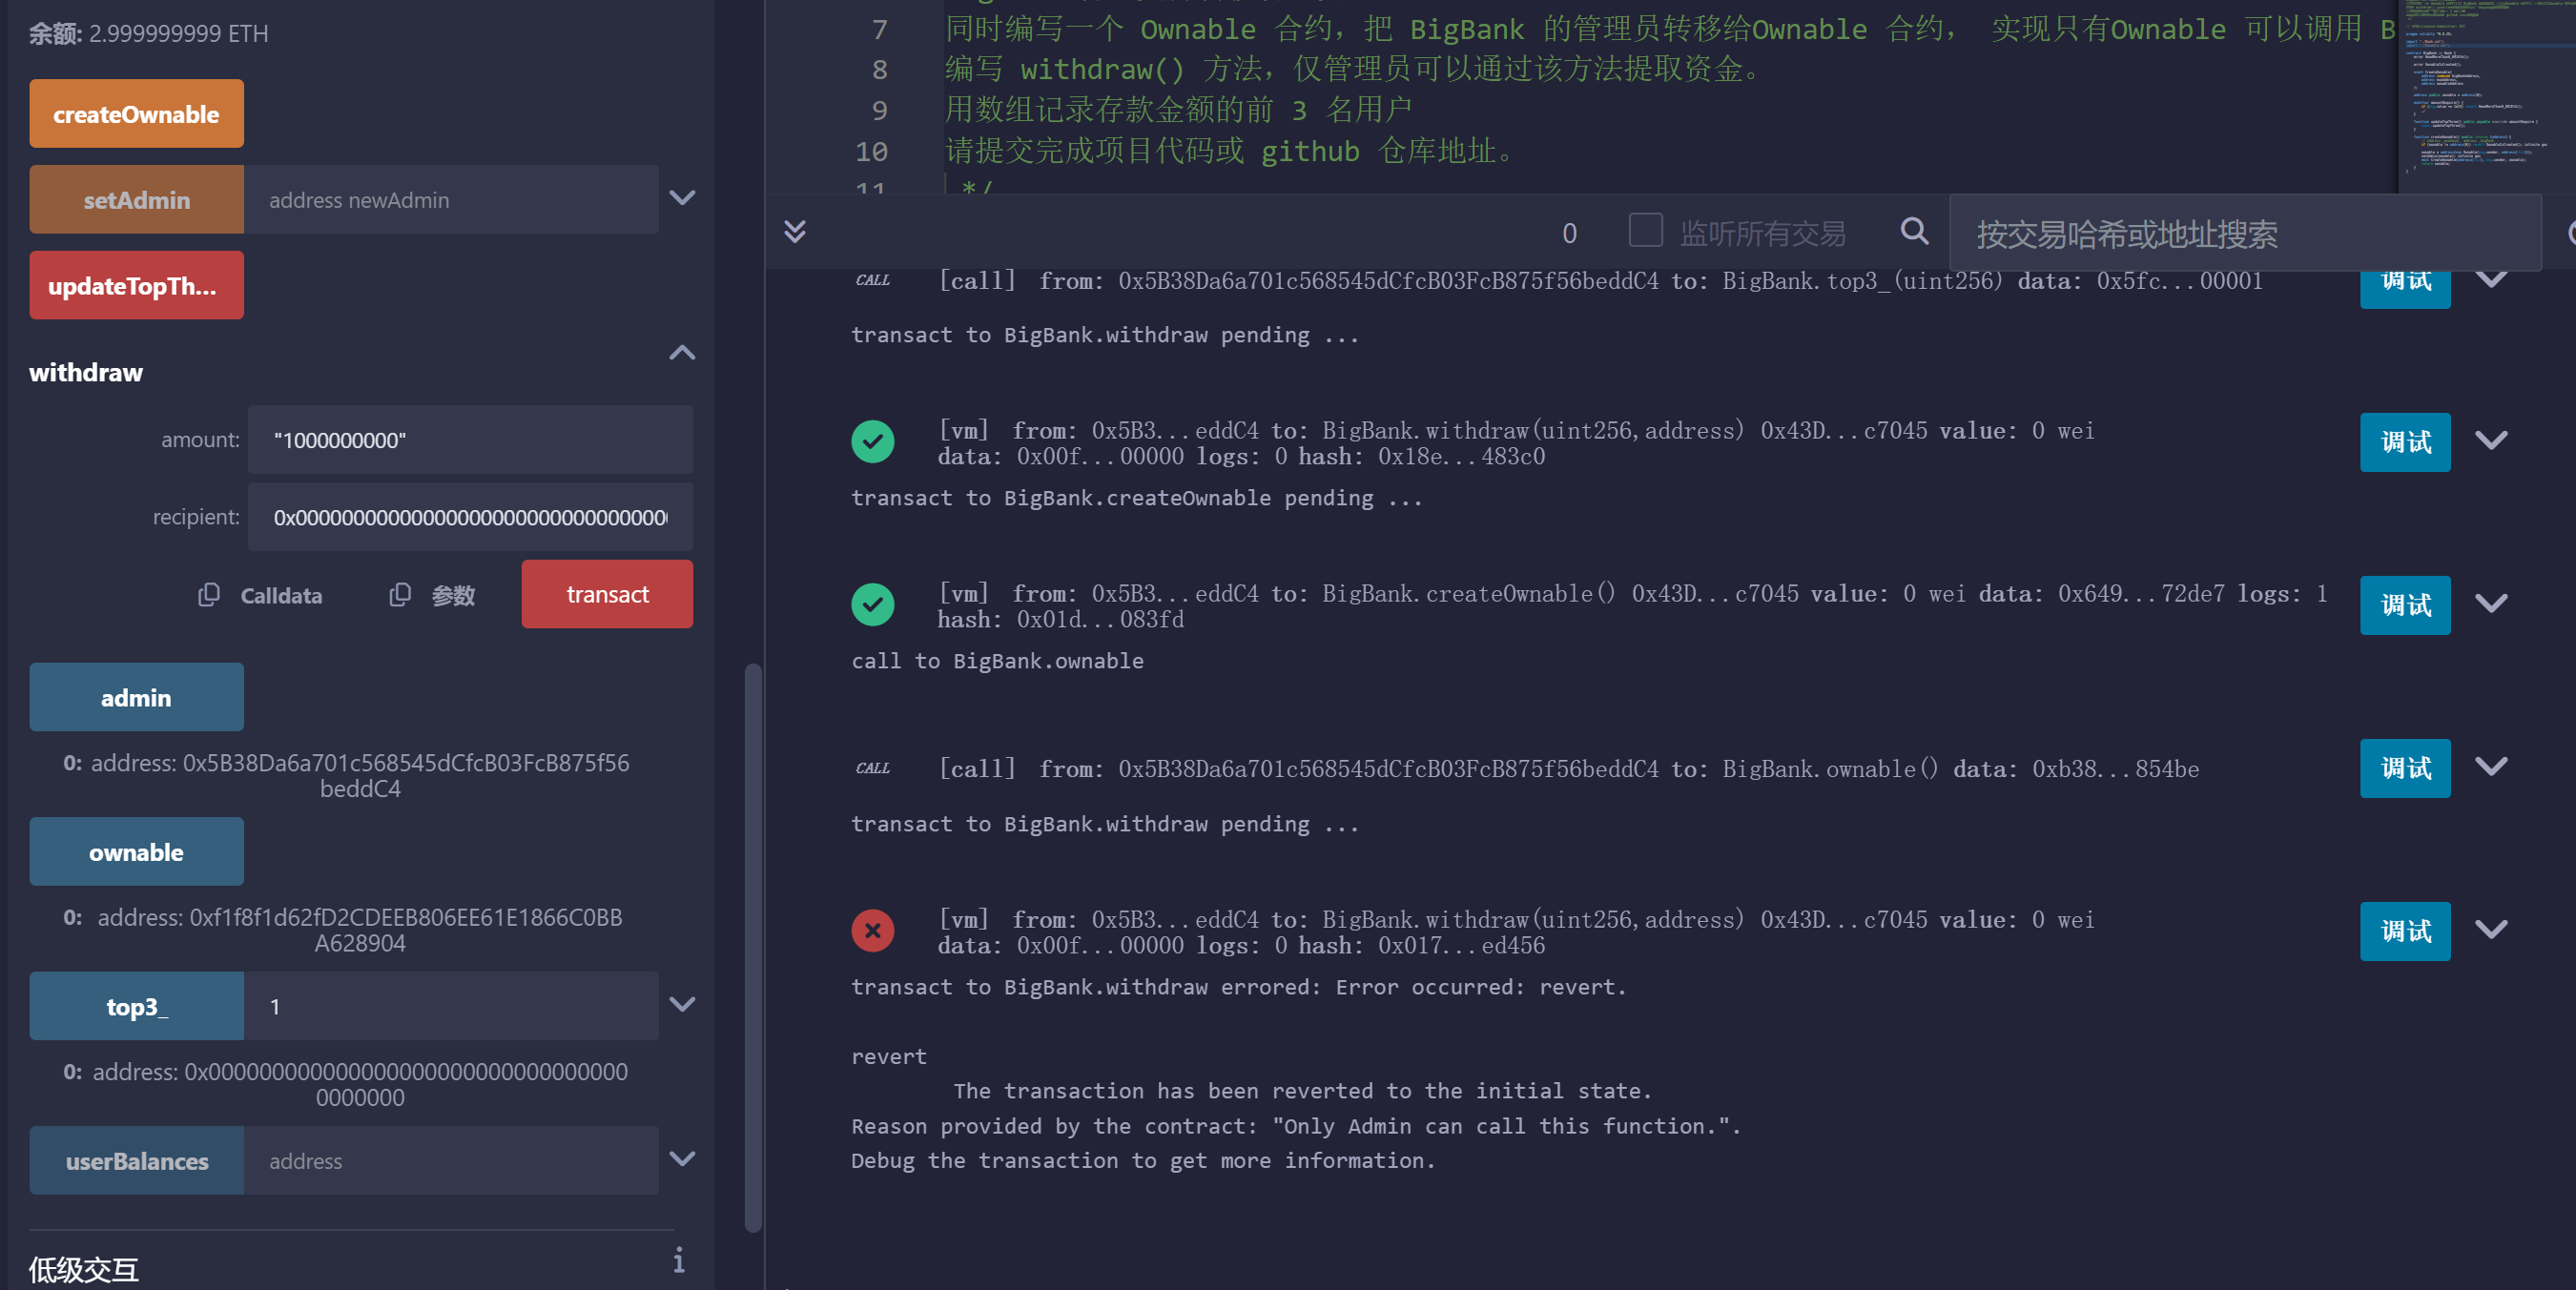 余额: 2.999999999 ETH
createOwnable
setAdmin address newAdmin
updateTopTh...
withdraw
amount: "1000000000"
recipient:
Calldata 参数 transact
admin
0: address: 0x5B38Da6a701c568545dCfcB03FcB875f56
beddC4
ownable
0: address: 0xf1f8f1d62fD2CDEEB806EE61E1866C0BB
A628904
top3_ 1
0: address: 0x000000000000000000000000000000000
0000000
userBalances address
低级交互
7 同时编写一个 Ownable 合约，把 BigBank 的管理员转移给Ownable 合约， 实现只有Ownable 可以调用 B
8 编写 withdraw() 方法，仅管理员可以通过该方法提取资金。
9 用数组记录存款金额的前 3 名用户
10 请提交完成项目代码或 github 仓库地址。
11 */
0 监听所有交易 按交易哈希或地址搜索
CALL [call] from: 0x5B38Da6a701c568545dCfcB03FcB875f56beddC4 to: BigBank.top3_(uint256) data: 0x5fc...00001 调试
transact to BigBank.withdraw pending ...
[vm] from: 0x5B3...eddC4 to: BigBank.withdraw(uint256,address) 0x43D...c7045 value: 0 wei 调试
data: 0x00f...00000 logs: 0 hash: 0x18e...483c0
transact to BigBank.createOwnable pending ...
[vm] from: 0x5B3...eddC4 to: BigBank.createOwnable() 0x43D...c7045 value: 0 wei data: 0x649...72de7 logs: 1 调试
hash: 0x01d...083fd
call to BigBank.ownable
CALL [call] from: 0x5B38Da6a701c568545dCfcB03FcB875f56beddC4 to: BigBank.ownable() data: 0xb38...854be 调试
transact to BigBank.withdraw pending ...
[vm] from: 0x5B3...eddC4 to: BigBank.withdraw(uint256,address) 0x43D...c7045 value: 0 wei 调试
data: 0x00f...00000 logs: 0 hash: 0x017...ed456
transact to BigBank.withdraw errored: Error occurred: revert.
revert
The transaction has been reverted to the initial state.
Reason provided by the contract: "Only Admin can call this function.".
Debug the transaction to get more information.